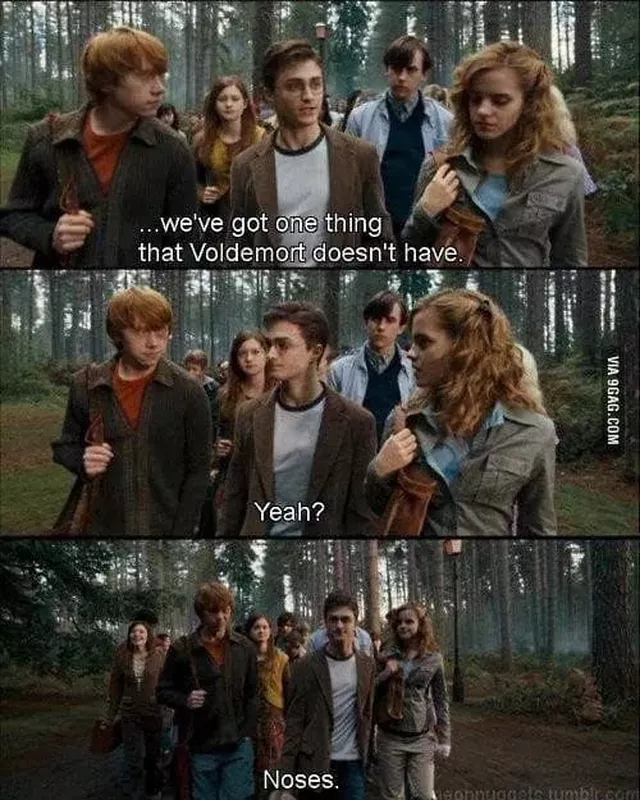 ...we've got one thing
that Voldemort doesn't have.
VIA 9GAG.COM
Yeah?
Noses.